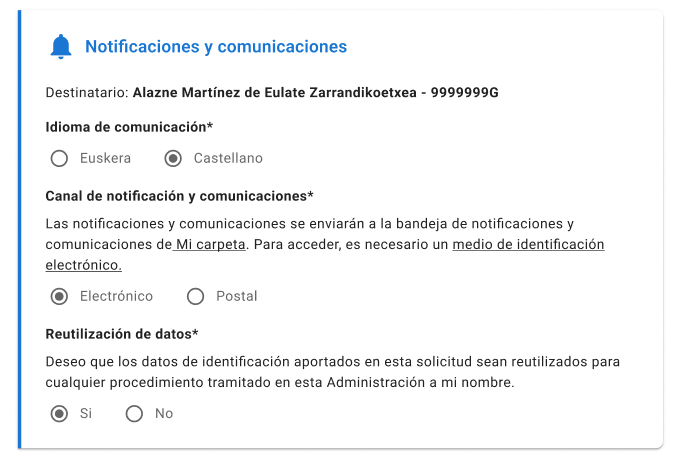 Notificaciones y comunicaciones
Destinatario: Alazne Martínez de Eulate Zarrandikoetxea - 9999999G
Idioma de comunicación*
Euskera Castellano
Canal de notificación y comunicaciones*
Las notificaciones y comunicaciones se enviarán a la bandeja de notificaciones y
comunicaciones de Mi carpeta. Para acceder, es necesario un medio de identificación
electrónico.
Electrónico Postal
Reutilización de datos*
Deseo que los datos de identificación aportados en esta solicitud sean reutilizados para
cualquier procedimiento tramitado en esta Administración a mi nombre.
Si No